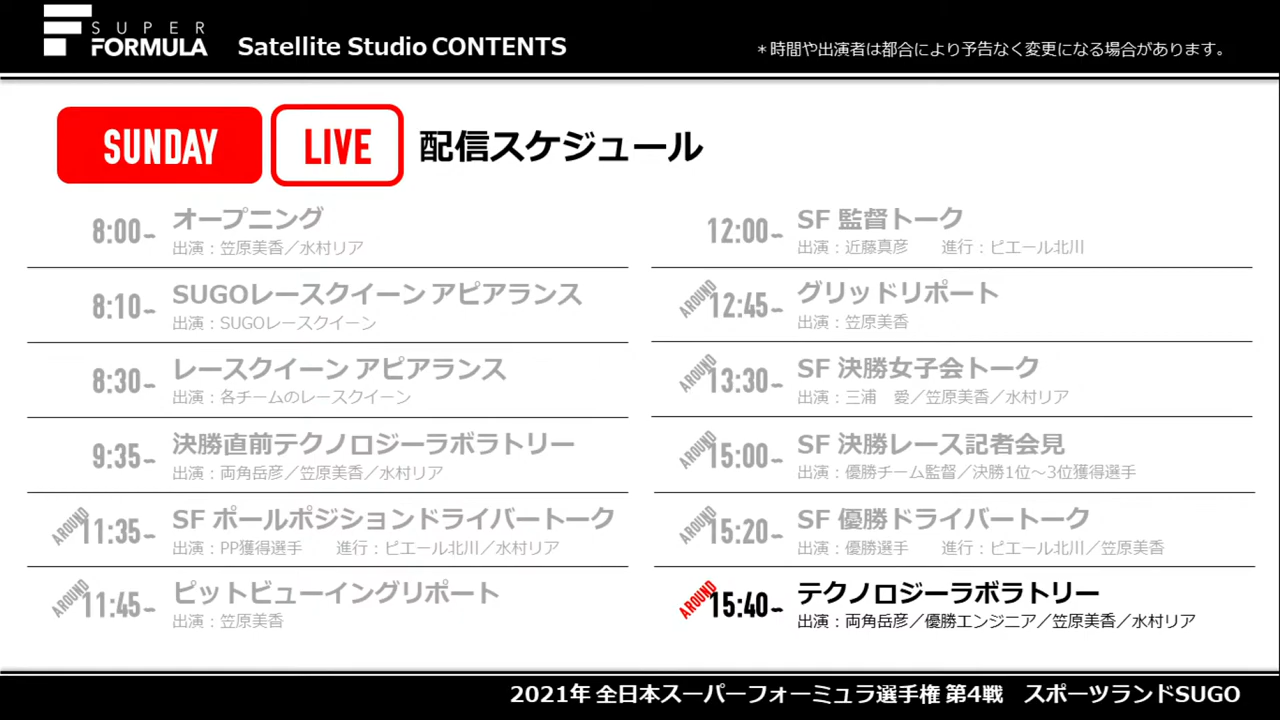 SUPER
FORMULA
Satellite Studio CONTENTS
＊時間や出演者は都合により予告なく変更になる場合があります。
SUNDAY
LIVE
配信スケジュール
8:00~
オープニング
出演：笠原美香／水村リア
8:10~
SUGOレースクイーン アピアランス
出演：SUGOレースクイーン
8:30~
レースクイーン アピアランス
出演：各チームのレースクイーン
9:35~
決勝直前テクノロジーラボラトリー
出演：両角岳彦／笠原美香／水村リア
AROUND
11:35~
SF ポールポジションドライバートーク
出演：PP獲得選手　　進行：ピエール北川／水村リア
AROUND
11:45~
ピットビューイングリポート
出演：笠原美香
12:00~
SF 監督トーク
出演：近藤真彦　　進行：ピエール北川
AROUND
12:45~
グリッドリポート
出演：笠原美香
AROUND
13:30~
SF 決勝女子会トーク
出演：三浦　愛／笠原美香／水村リア
AROUND
15:00~
SF 決勝レース記者会見
出演：優勝チーム監督／決勝1位～3位獲得選手
AROUND
15:20~
SF 優勝ドライバートーク
出演：優勝選手　　進行：ピエール北川／笠原美香
AROUND
15:40~
テクノロジーラボラトリー
出演：両角岳彦／優勝エンジニア／笠原美香／水村リア
2021年 全日本スーパーフォーミュラ選手権 第4戦　スポーツランドSUGO